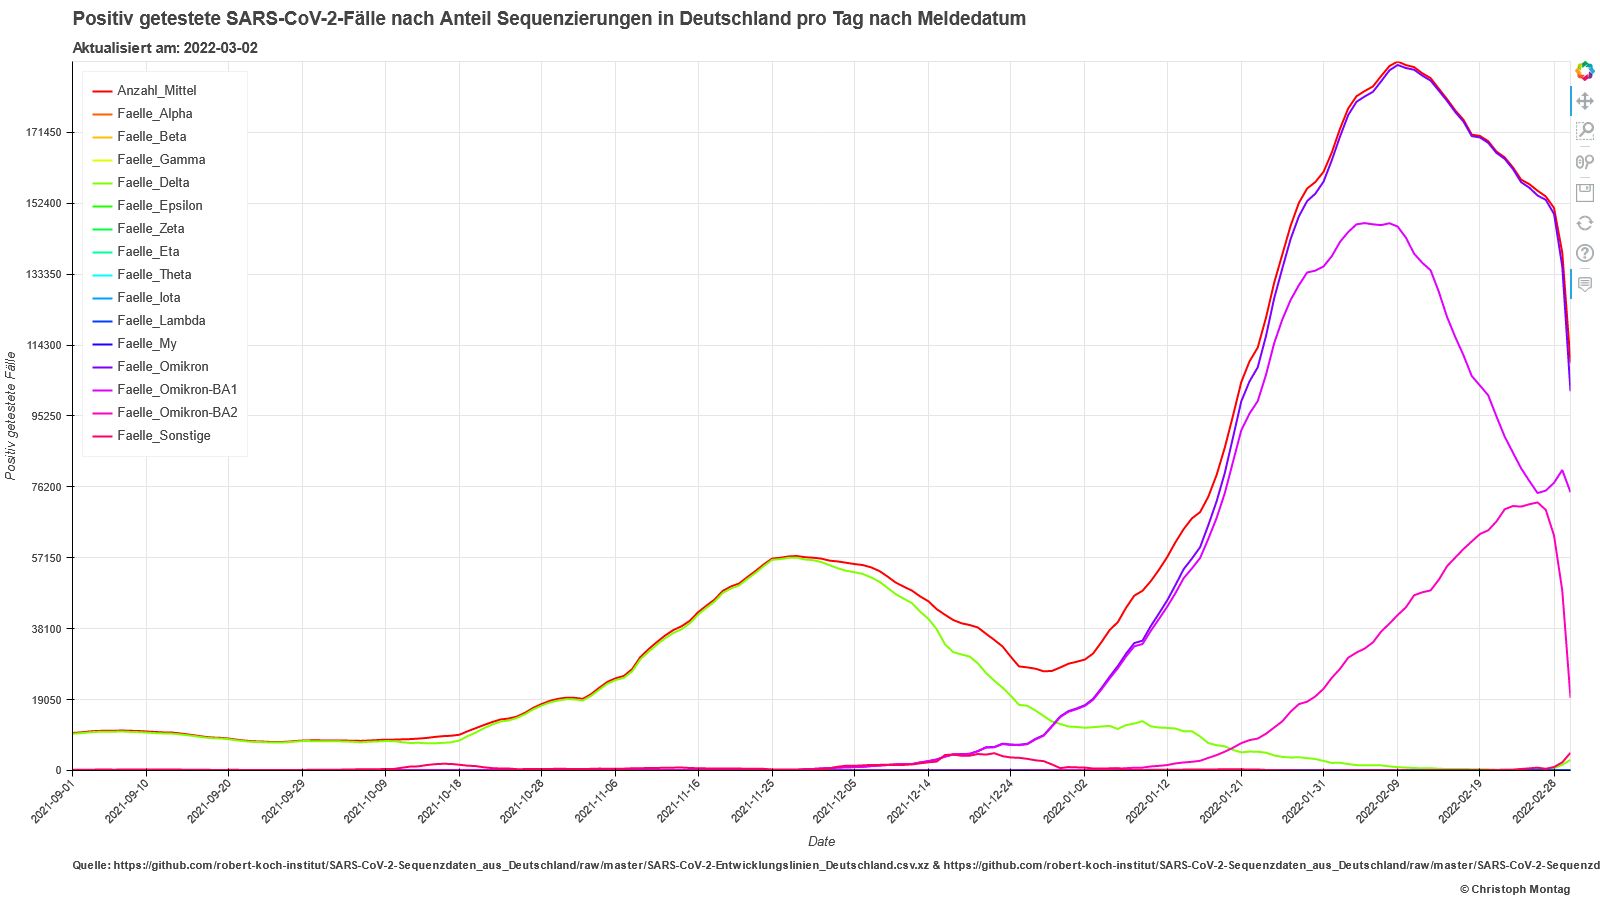 Positiv getestete SARS-CoV-2-Fälle nach Anteil Sequenzierungen in Deutschland pro Tag nach Meldedatum
Aktualisiert am: 2022-03-02
Anzahl_Mittel
Faelle_Alpha
Faelle_Beta
Faelle_Gamma
Faelle_Delta
Faelle_Epsilon
Faelle_Zeta
Faelle_Eta
Faelle_Theta
Faelle_Iota
Faelle_Lambda
Faelle_My
Faelle_Omikron
Faelle_Omikron-BA1
Faelle_Omikron-BA2
Faelle_Sonstige
Positiv getestete Fälle
171450
152400
133350
114300
95250
76200
57150
38100
19050
0
2021-09-01
2021-09-10
2021-09-20
2021-09-29
2021-10-09
2021-10-18
2021-10-28
2021-11-06
2021-11-16
2021-11-25
2021-12-05
2021-12-14
2021-12-24
2022-01-02
2022-01-12
2022-01-21
2022-01-31
2022-02-09
2022-02-19
2022-02-28
Date
Quelle: https://github.com/robert-koch-institut/SARS-CoV-2-Sequenzdaten_aus_Deutschland/raw/master/SARS-CoV-2-Entwicklungslinien_Deutschland.csv.xz & https://github.com/robert-koch-institut/SARS-CoV-2-Sequenzdaten_aus_Deutschland/raw/master/SARS-CoV-2-Sequenzd
© Christoph Montag